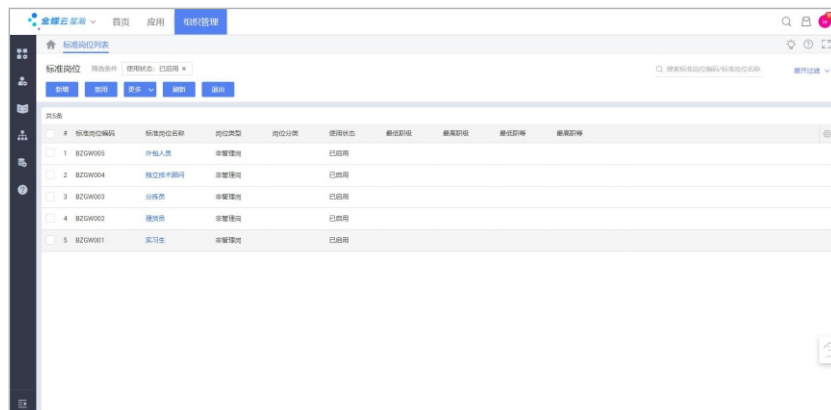 金蝶云星瀚 首页 应用 组织管理
标准岗位列表
标准岗位 筛选条件 使用状态: 已启用 × 搜索标准岗位编码/标准岗位名称 展开过滤
新增 禁用 更多 刷新 退出
共5条
# 标准岗位编码 标准岗位名称 岗位类型 岗位分类 使用状态 最低职级 最高职级 最低职等 最高职等
1 BZGW005 外包人员 非管理岗 已启用
2 BZGW004 独立技术顾问 非管理岗 已启用
3 BZGW003 分拣员 非管理岗 已启用
4 BZGW002 理货员 非管理岗 已启用
5 BZGW001 实习生 非管理岗 已启用